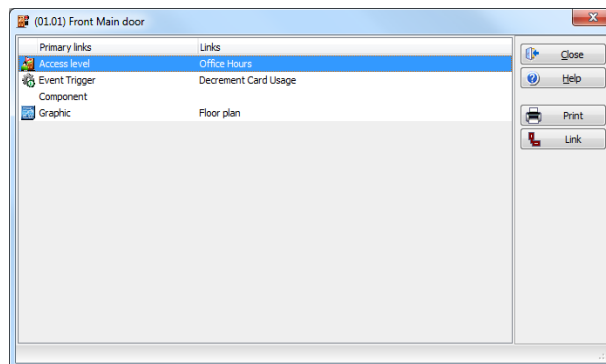 (01.01) Front Main door
Primary links Links
Access level Office Hours
Event Trigger Decrement Card Usage
Component
Graphic Floor plan
Close
Help
Print
Link